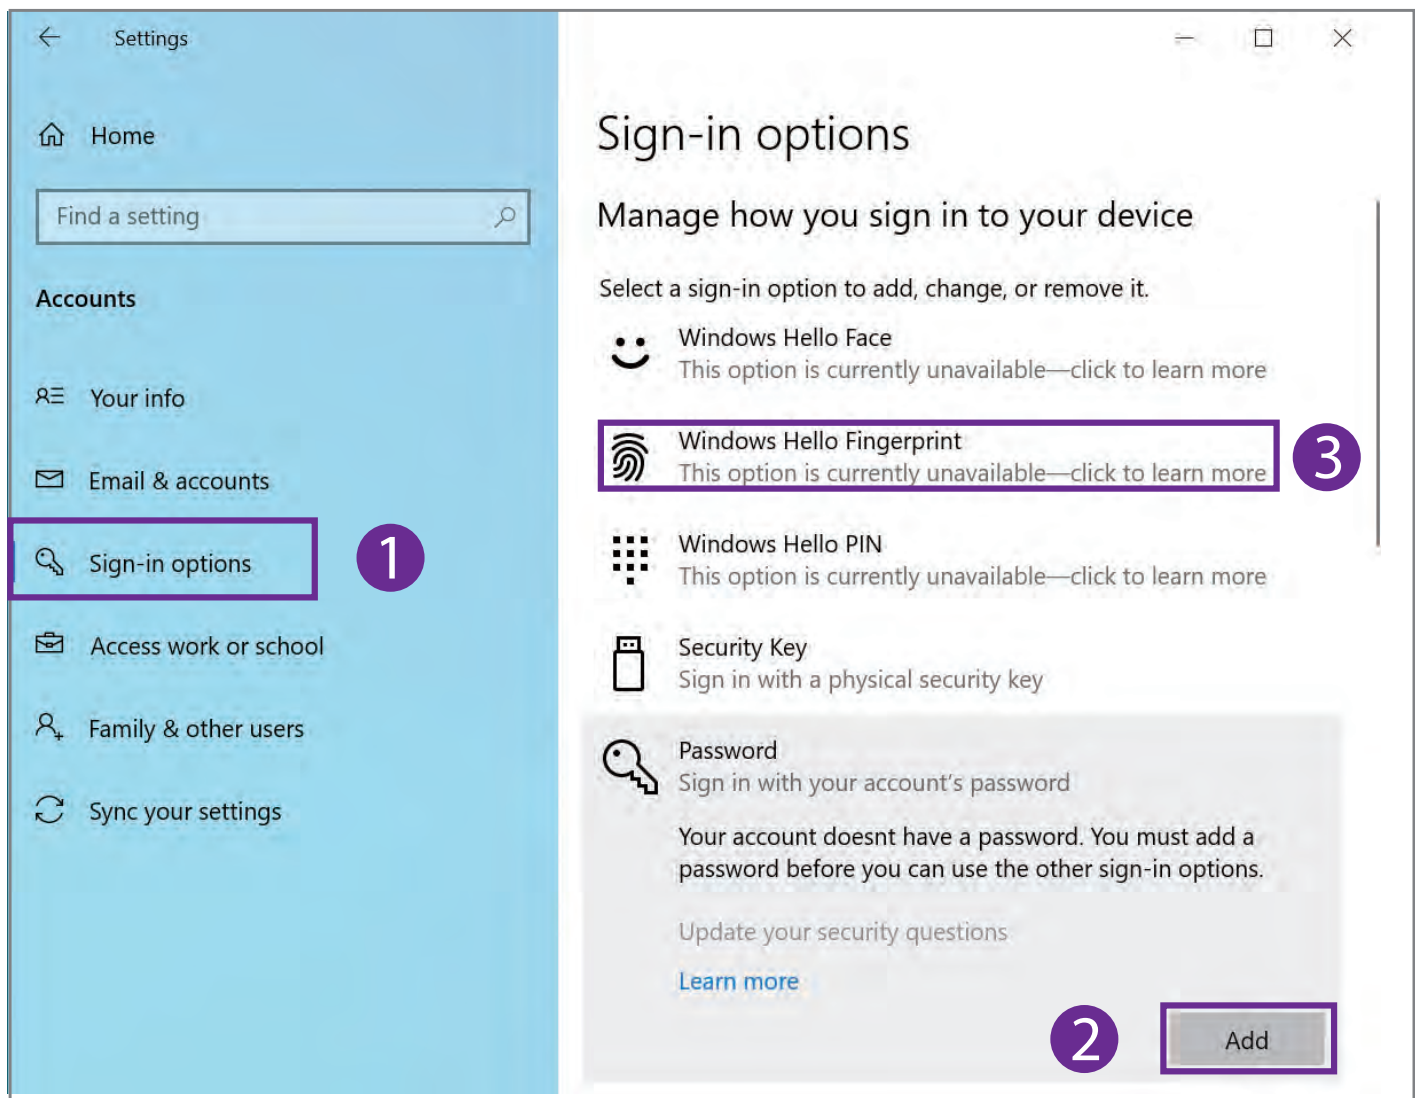 Settings
Home
Find a setting
Accounts
Your info
Email & accounts
Sign-in options
1
Access work or school
Family & other users
Sync your settings
Sign-in options
Manage how you sign in to your device
Select a sign-in option to add, change, or remove it.
Windows Hello Face
This option is currently unavailable—click to learn more
Windows Hello Fingerprint
This option is currently unavailable—click to learn more
3
Windows Hello PIN
This option is currently unavailable—click to learn more
Security Key
Sign in with a physical security key
Password
Sign in with your account's password
Your account doesnt have a password. You must add a
password before you can use the other sign-in options.
Update your security questions
Learn more
2
Add